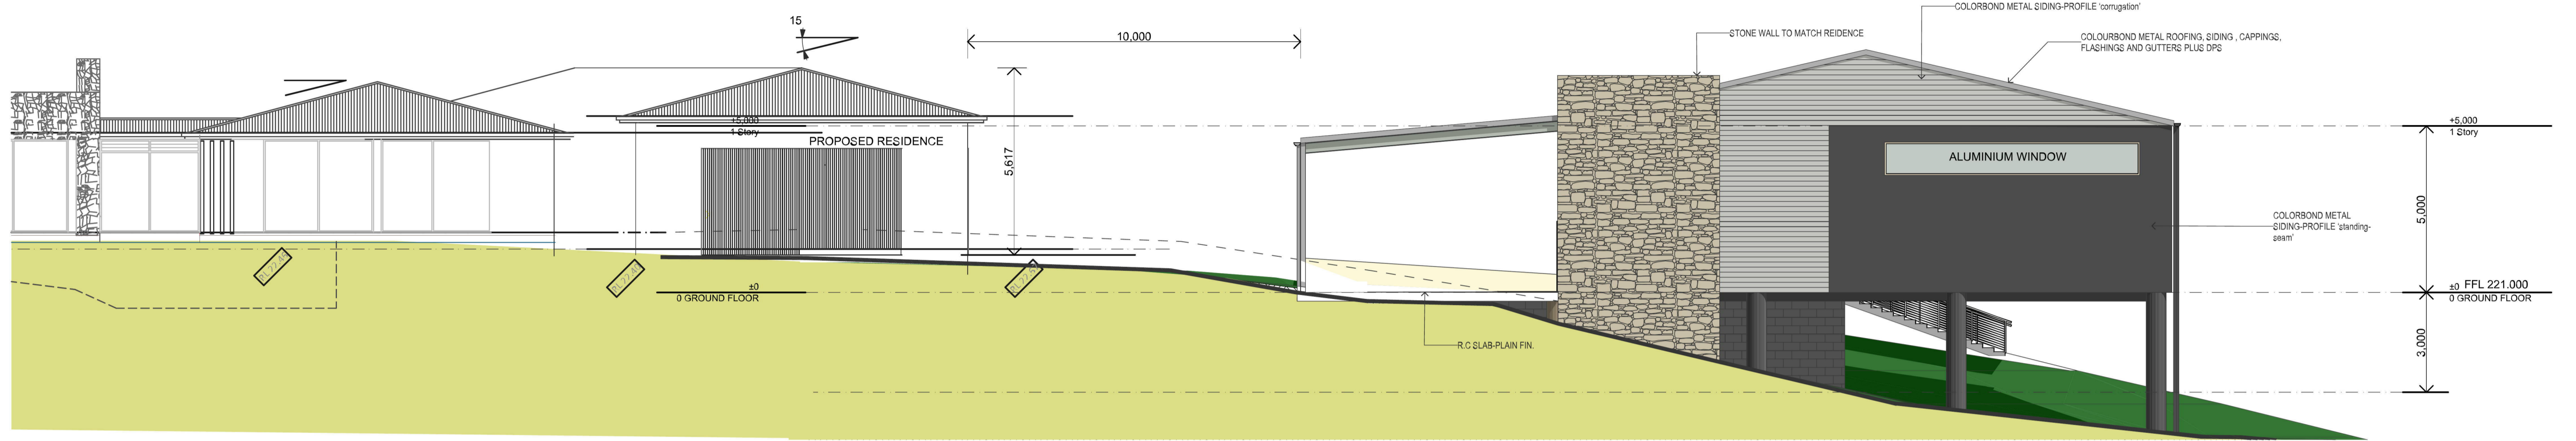 15
10,000
COLORBOND METAL SIDING-PROFILE 'corrugation'
STONE WALL TO MATCH REIDENCE
COLOURBOND METAL ROOFING, SIDING , CAPPINGS,
FLASHINGS AND GUTTERS PLUS DPS
+5,000
1 Story
PROPOSED RESIDENCE
5,617
ALUMINIUM WINDOW
+5,000
1 Story
5,000
COLORBOND METAL
SIDING-PROFILE 'standing-
seam'
±0
0 GROUND FLOOR
±0 FFL 221.000
0 GROUND FLOOR
R.C SLAB-PLAIN FIN.
3,000